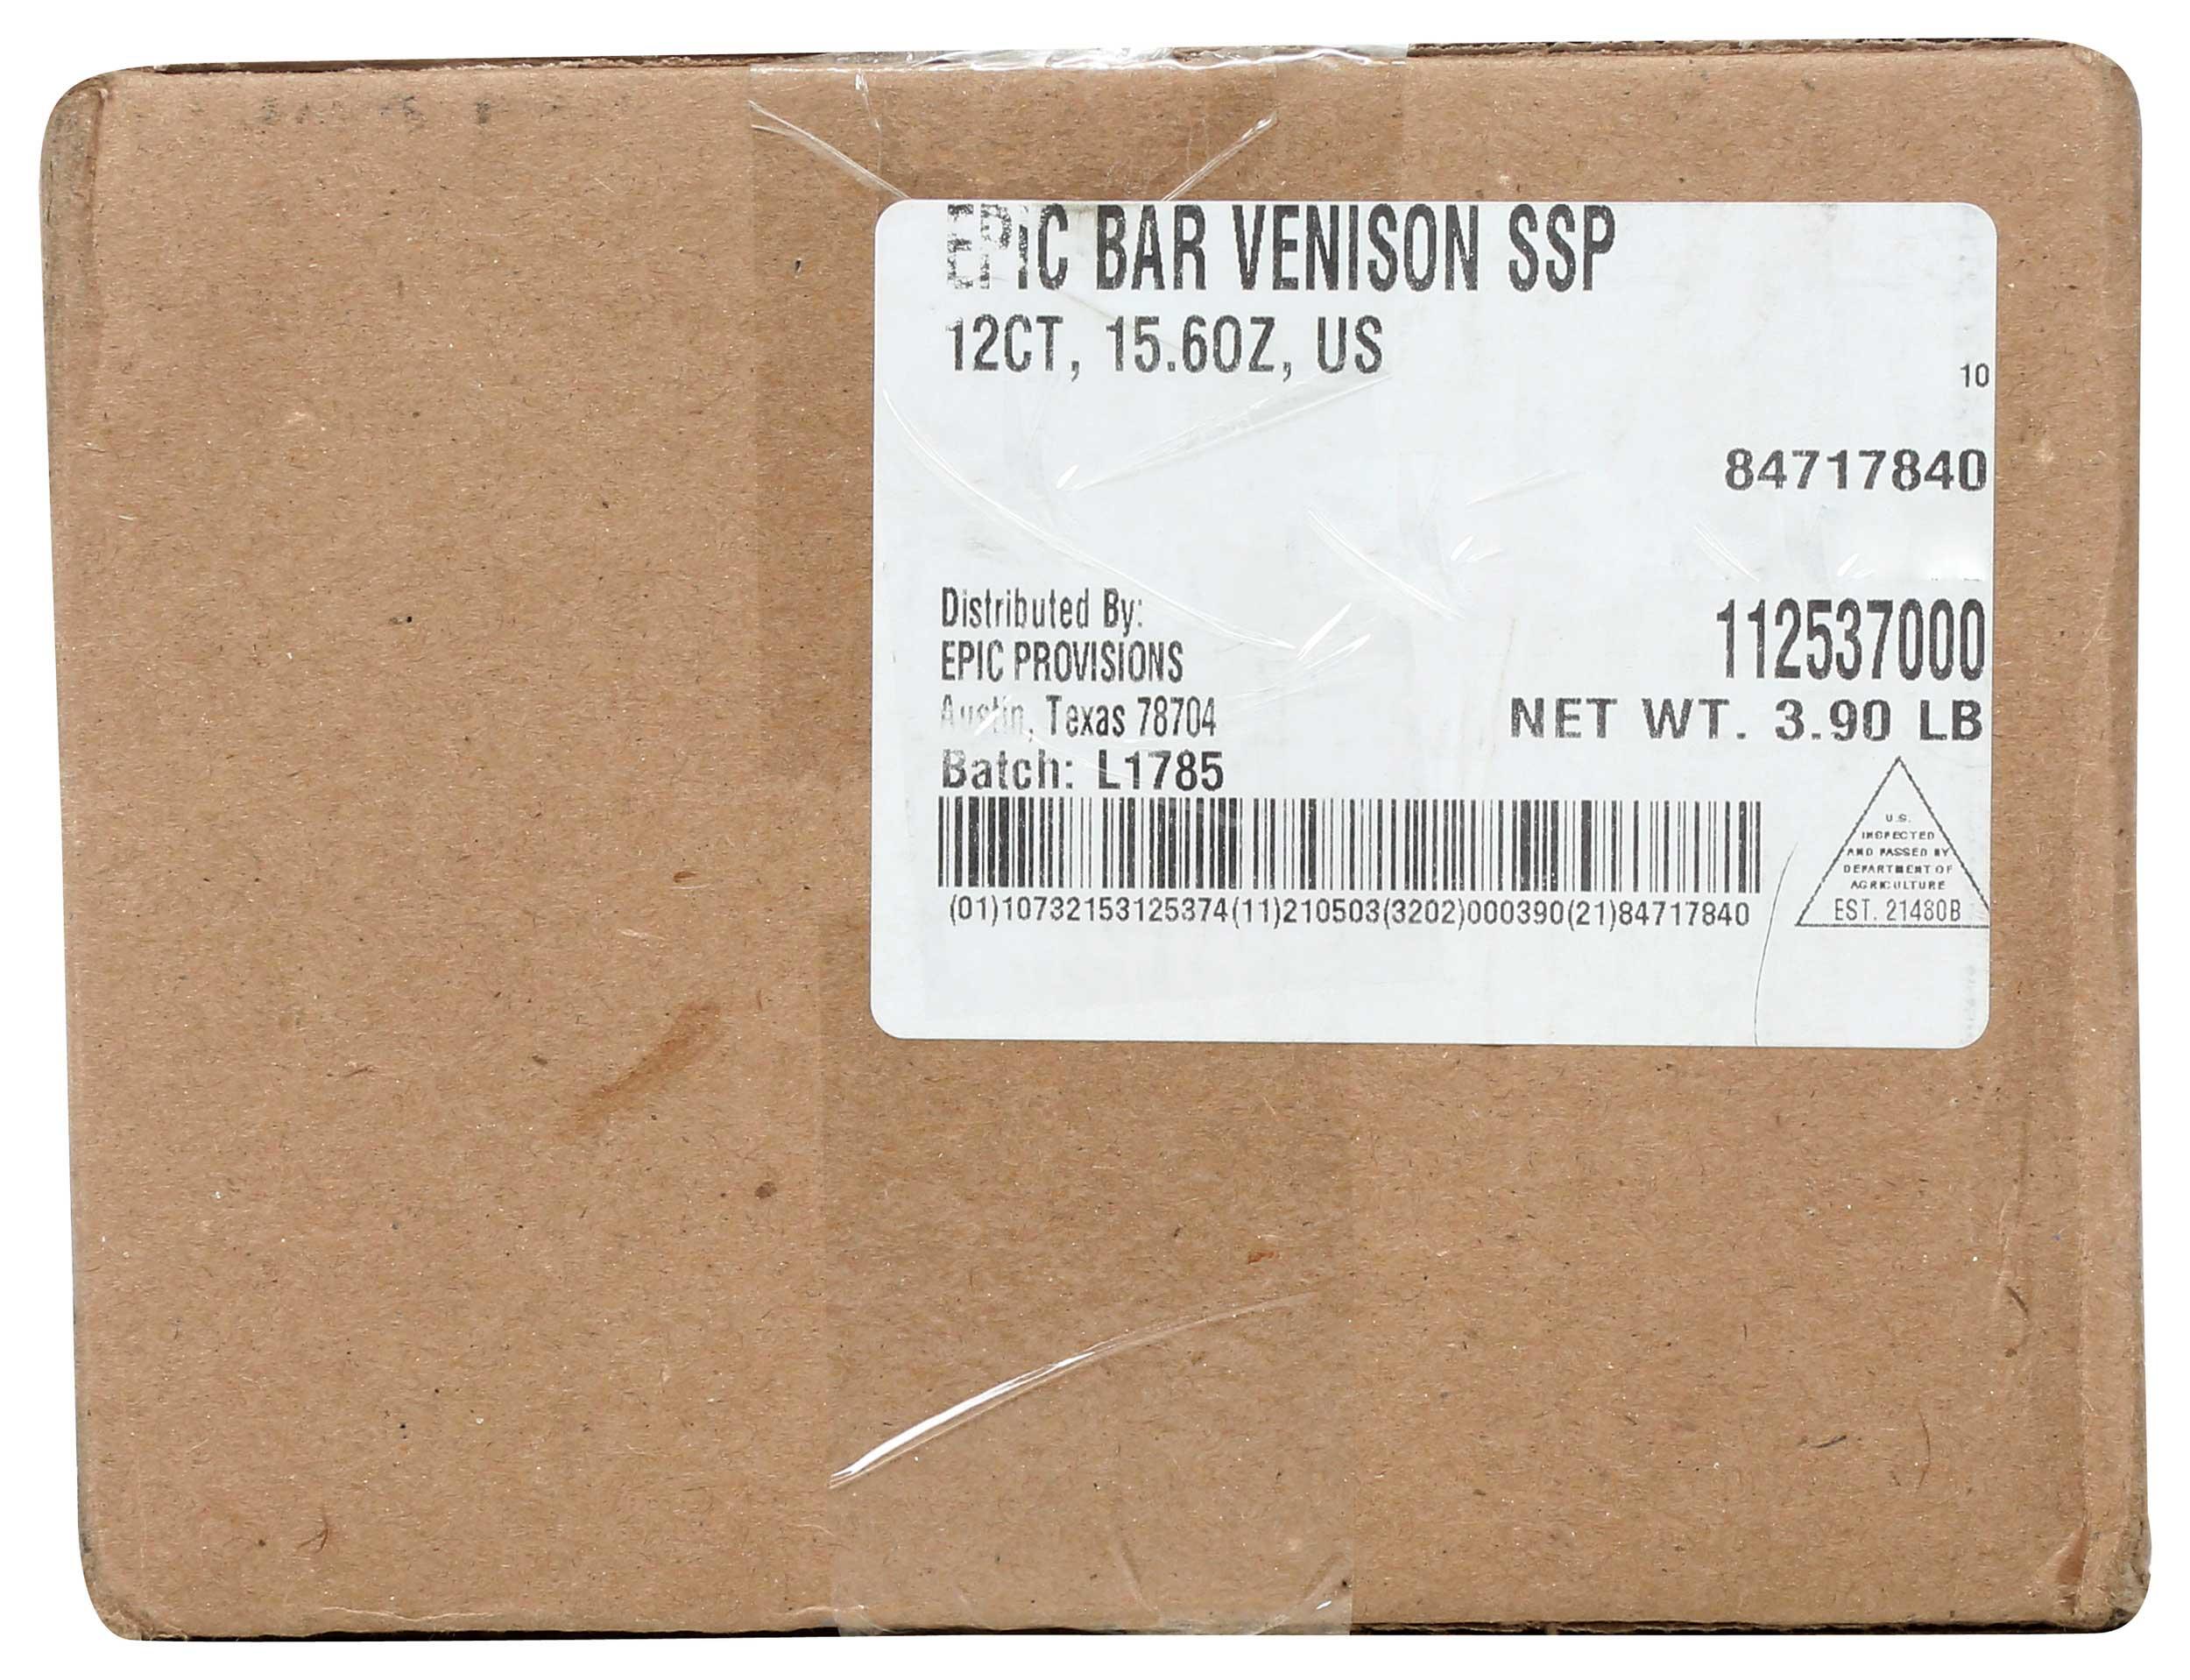 EPIC BAR VENISON SSP
12CT, 15.6OZ, US
10
84717840
Distributed By:
EPIC PROVISIONS
Austin, Texas 78704
112537000
NET WT. 3.90 LB
Batch: L1785
(01)10732153125374(11)210503(3202)000390(21)84717840
U.S.
INSPECTED
AND PASSED BY
DEPARTMENT OF
AGRICULTURE
EST. 21480B